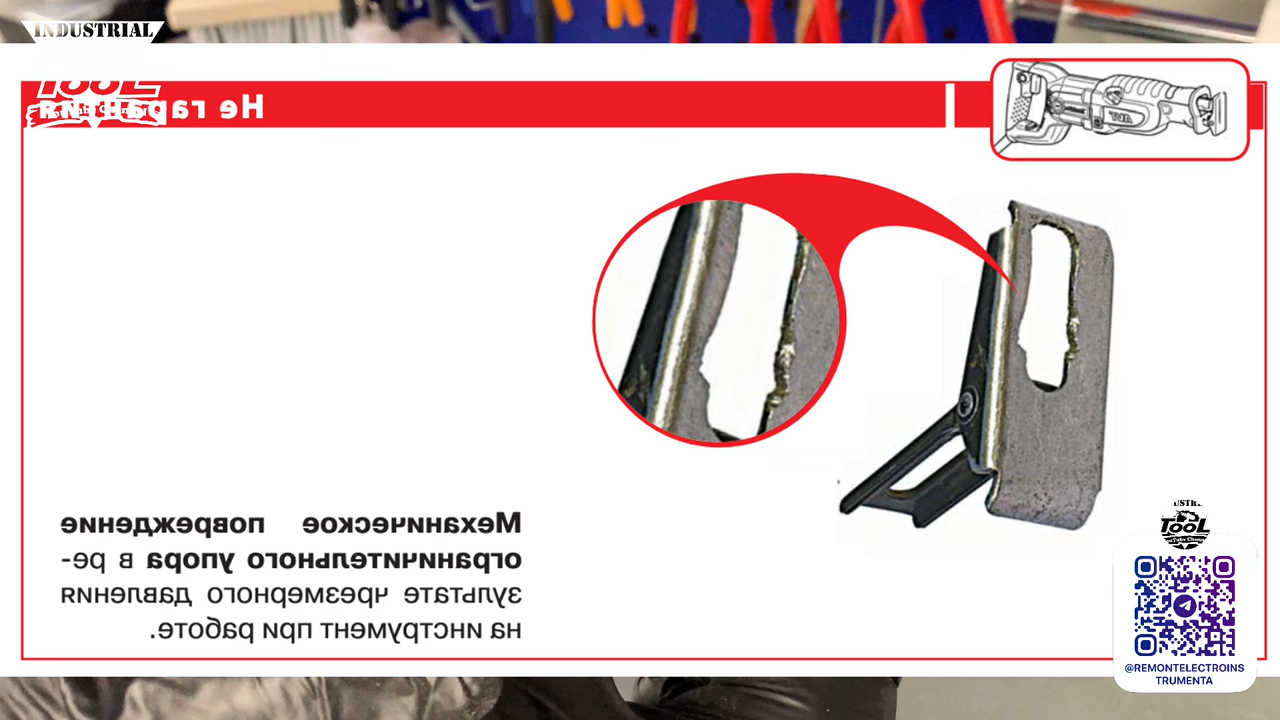 INDUSTRIAL
TOOL
Не гарантия
Механическое повреждение
ограничительного упора в ре-
зультате чрезмерного давления
на инструмент при работе.
TOOL
@REMONTELECTROINS
TRUMENTA